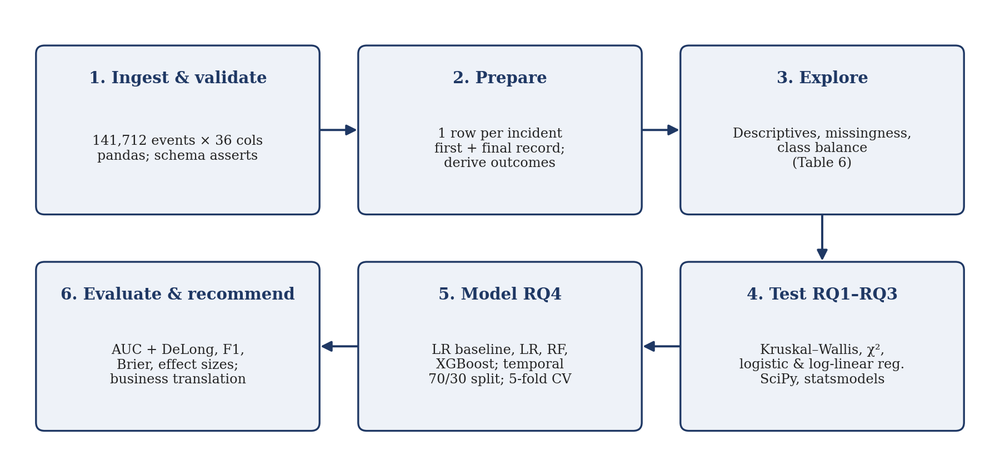 1. Ingest & validate
141,712 events × 36 cols
pandas; schema asserts
2. Prepare
1 row per incident
first + final record;
derive outcomes
3. Explore
Descriptives, missingness,
class balance
(Table 6)
4. Test RQ1–RQ3
Kruskal–Wallis, χ²,
logistic & log-linear reg.
SciPy, statsmodels
5. Model RQ4
LR baseline, LR, RF,
XGBoost; temporal
70/30 split; 5-fold CV
6. Evaluate & recommend
AUC + DeLong, F1,
Brier, effect sizes;
business translation